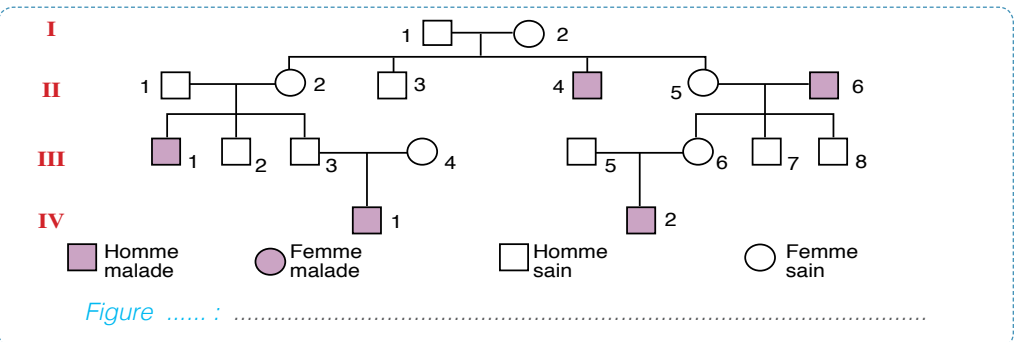 I
1 2
II
1 2 3 4 5 6
III
1 2 3 4 5 6 7 8
IV
1 2
Homme malade
Femme malade
Homme sain
Femme sain
Figure ...... : ........................................................................................................